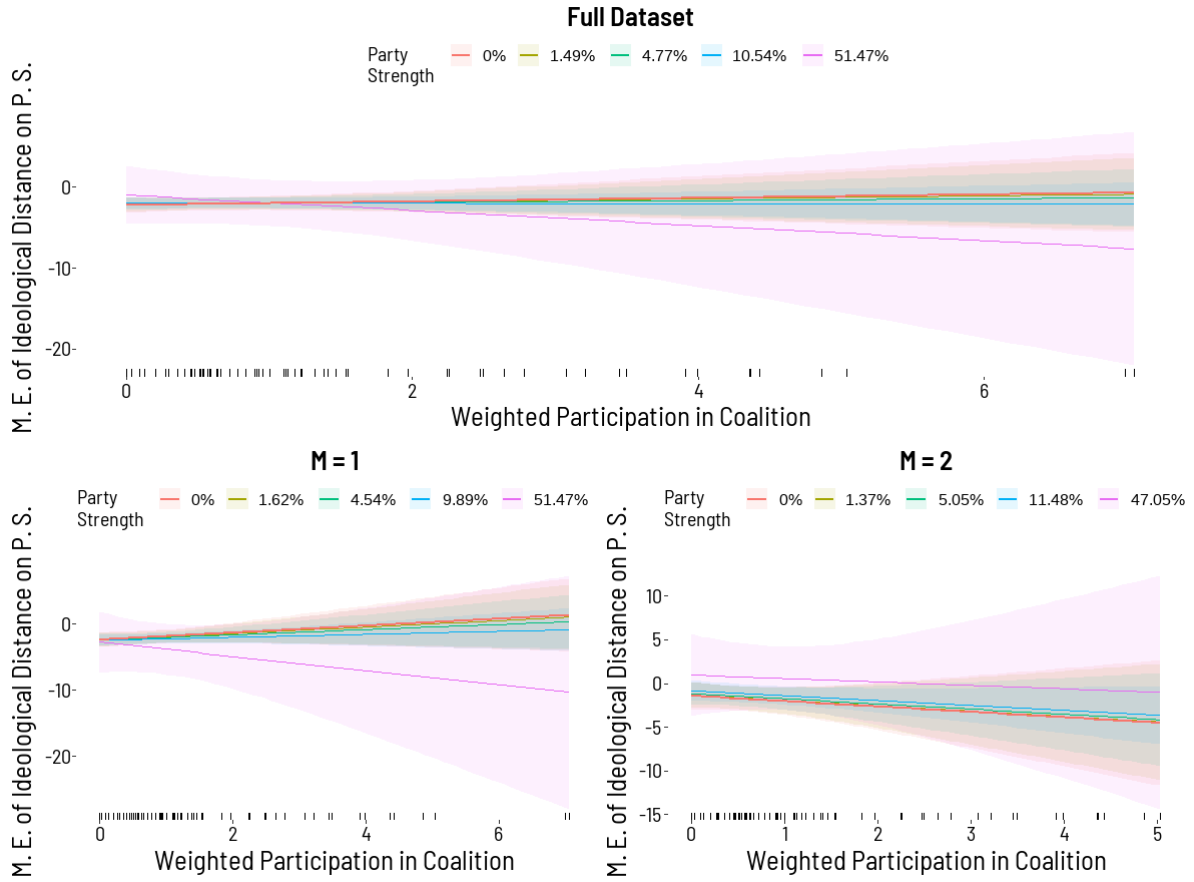 Full Dataset
Party Strength
0% 1.49% 4.77% 10.54% 51.47%
M. E. of Ideological Distance on P. S.
0
-10
-20
0 2 4 6
Weighted Participation in Coalition
M = 1
Party Strength
0% 1.62% 4.54% 9.89% 51.47%
M. E. of Ideological Distance on P. S.
0
-10
-20
0 2 4 6
Weighted Participation in Coalition
M = 2
Party Strength
0% 1.37% 5.05% 11.48% 47.05%
M. E. of Ideological Distance on P. S.
10
5
0
-5
-10
-15
0 1 2 3 4 5
Weighted Participation in Coalition